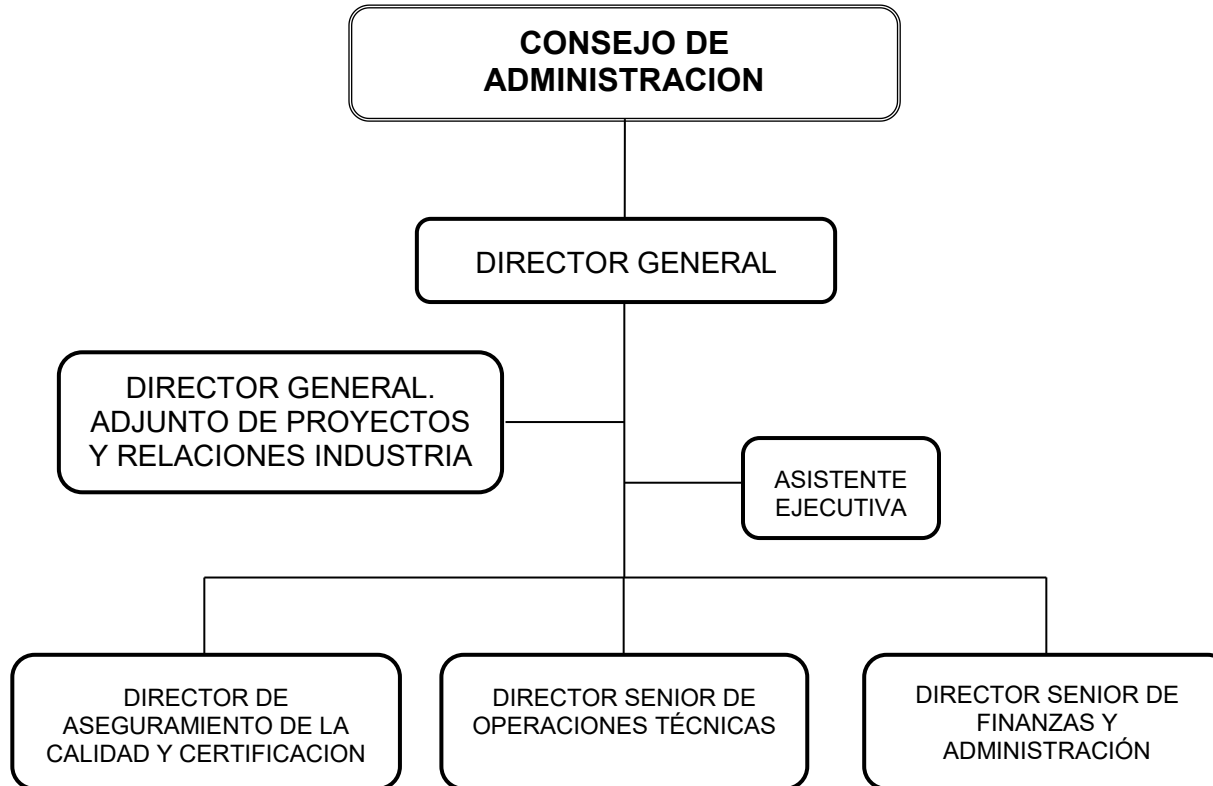 CONSEJO DE
ADMINISTRACION
DIRECTOR GENERAL
DIRECTOR GENERAL.
ADJUNTO DE PROYECTOS
Y RELACIONES INDUSTRIA
ASISTENTE
EJECUTIVA
DIRECTOR DE
ASEGURAMIENTO DE LA
CALIDAD Y CERTIFICACION
DIRECTOR SENIOR DE
OPERACIONES TÉCNICAS
DIRECTOR SENIOR DE
FINANZAS Y
ADMINISTRACIÓN